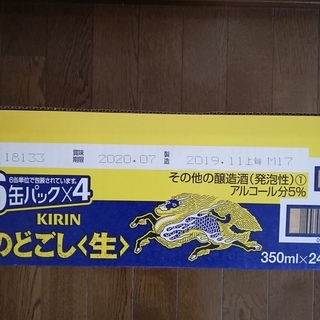 18133 賞味期限 2020.07 製造 2019.11上旬 M17
6缶単位で包装されています。
6缶パック×4
その他の醸造酒(発泡性)①
アルコール分5%
KIRIN
のどごし〈生〉
350ml×24